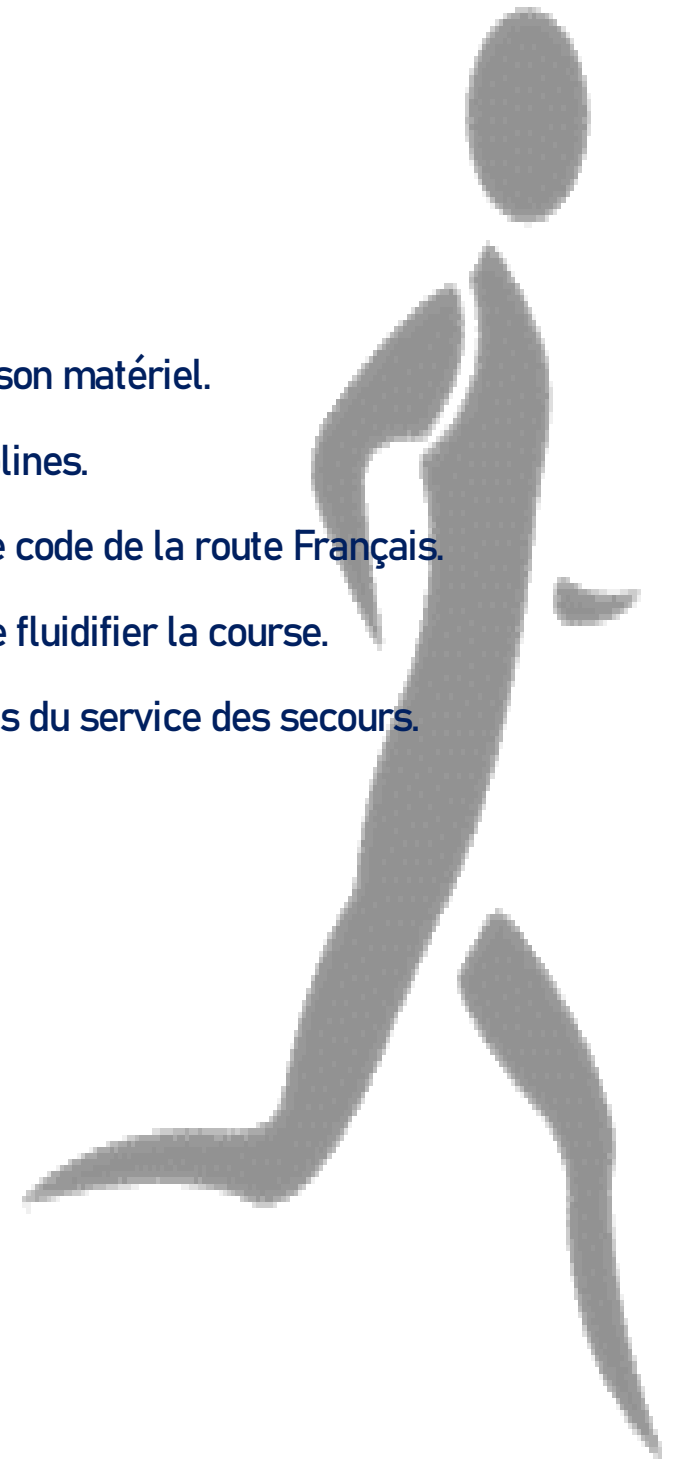 son matériel.
lines.
code de la route Français.
fluidifier la course.
s du service des secours.